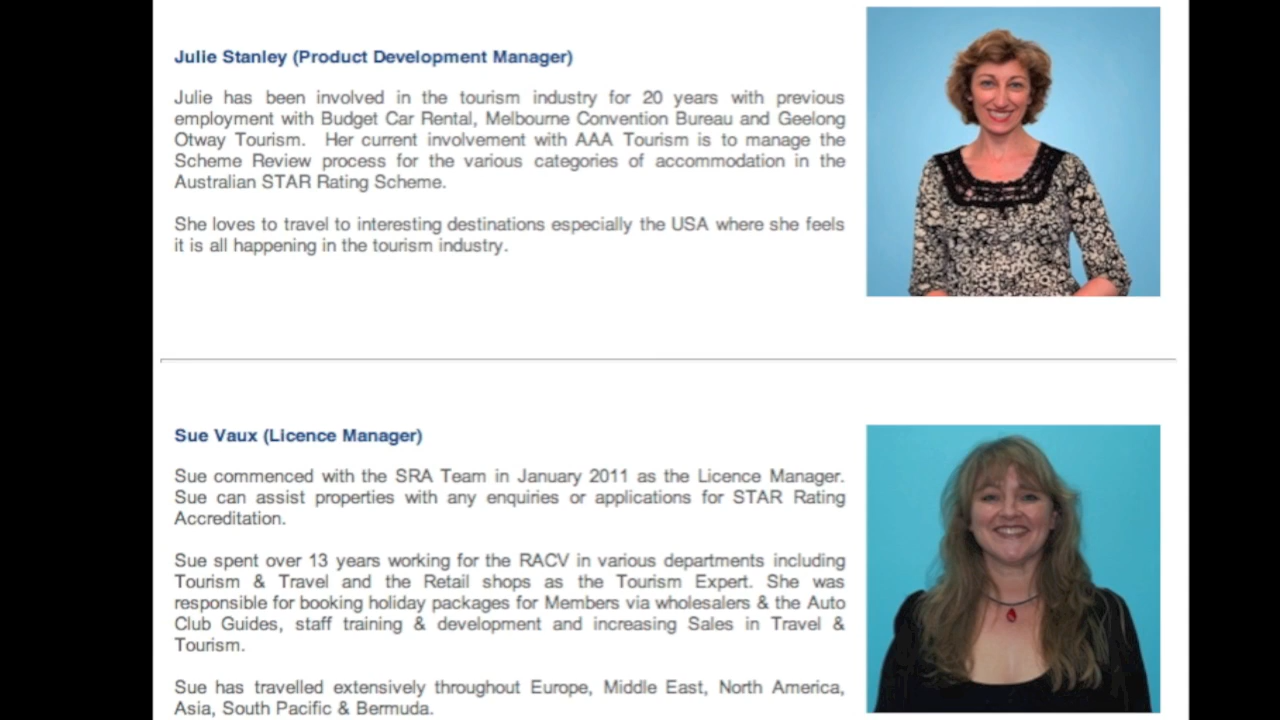 Julie Stanley (Product Development Manager)
Julie has been involved in the tourism industry for 20 years with previous
employment with Budget Car Rental, Melbourne Convention Bureau and Geelong
Otway Tourism. Her current involvement with AAA Tourism is to manage the
Scheme Review process for the various categories of accommodation in the
Australian STAR Rating Scheme.
She loves to travel to interesting destinations especially the USA where she feels
it is all happening in the tourism industry.
Sue Vaux (Licence Manager)
Sue commenced with the SRA Team in January 2011 as the Licence Manager.
Sue can assist properties with any enquiries or applications for STAR Rating
Accreditation.
Sue spent over 13 years working for the RACV in various departments including
Tourism & Travel and the Retail shops as the Tourism Expert. She was
responsible for booking holiday packages for Members via wholesalers & the Auto
Club Guides, staff training & development and increasing Sales in Travel &
Tourism.
Sue has travelled extensively throughout Europe, Middle East, North America,
Asia, South Pacific & Bermuda.